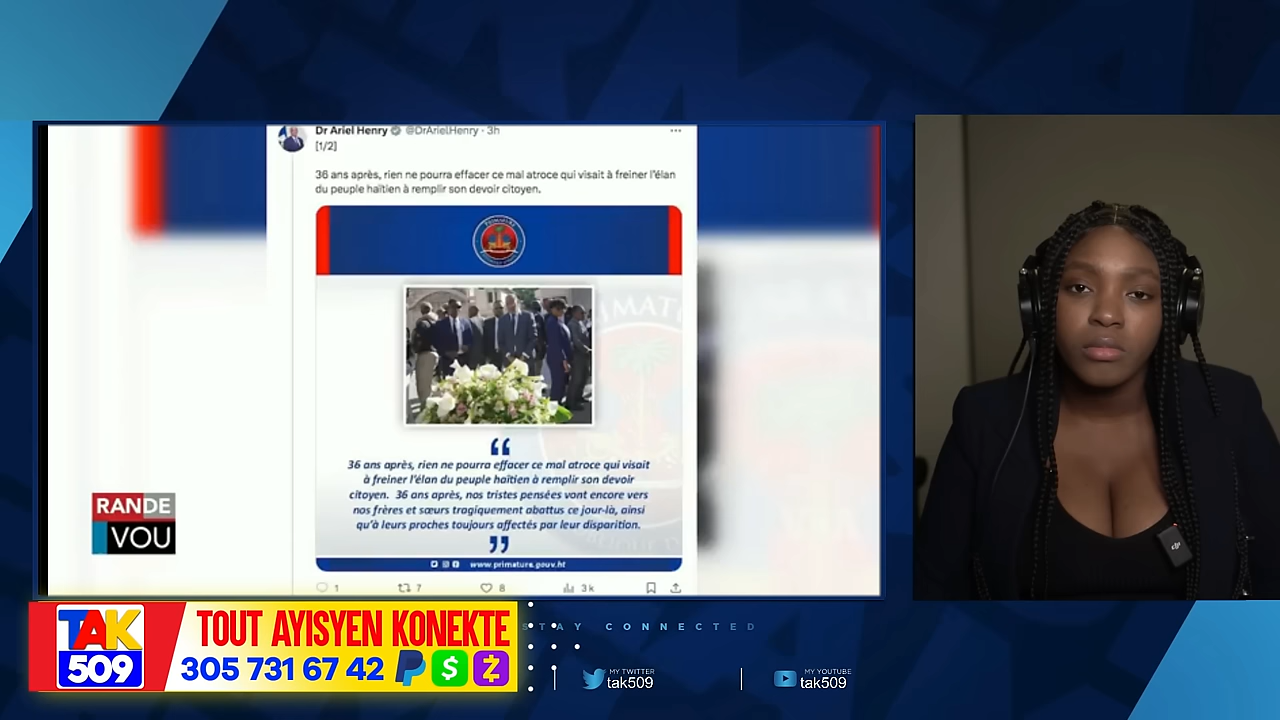 Dr Ariel Henry @DrArielHenry · 3h
[1/2]
36 ans après, rien ne pourra effacer ce mal atroce qui visait à freiner l'élan
du peuple haïtien à remplir son devoir citoyen.
PRIMATURE
“
36 ans après, rien ne pourra effacer ce mal atroce qui visait
à freiner l'élan du peuple haïtien à remplir son devoir
citoyen. 36 ans après, nos tristes pensées vont encore vers
nos frères et sœurs tragiquement abattus ce jour-là, ainsi
qu'à leurs proches toujours affectés par leur disparition.
”
www.primature.gouv.ht
1 7 8 3k
RANDE
VOU
TAK
509
TOUT AYISYEN KONEKTE
305 731 67 42
STAY CONNECTED
MY TWITTER
tak509
MY YOUTUBE
tak509
dji